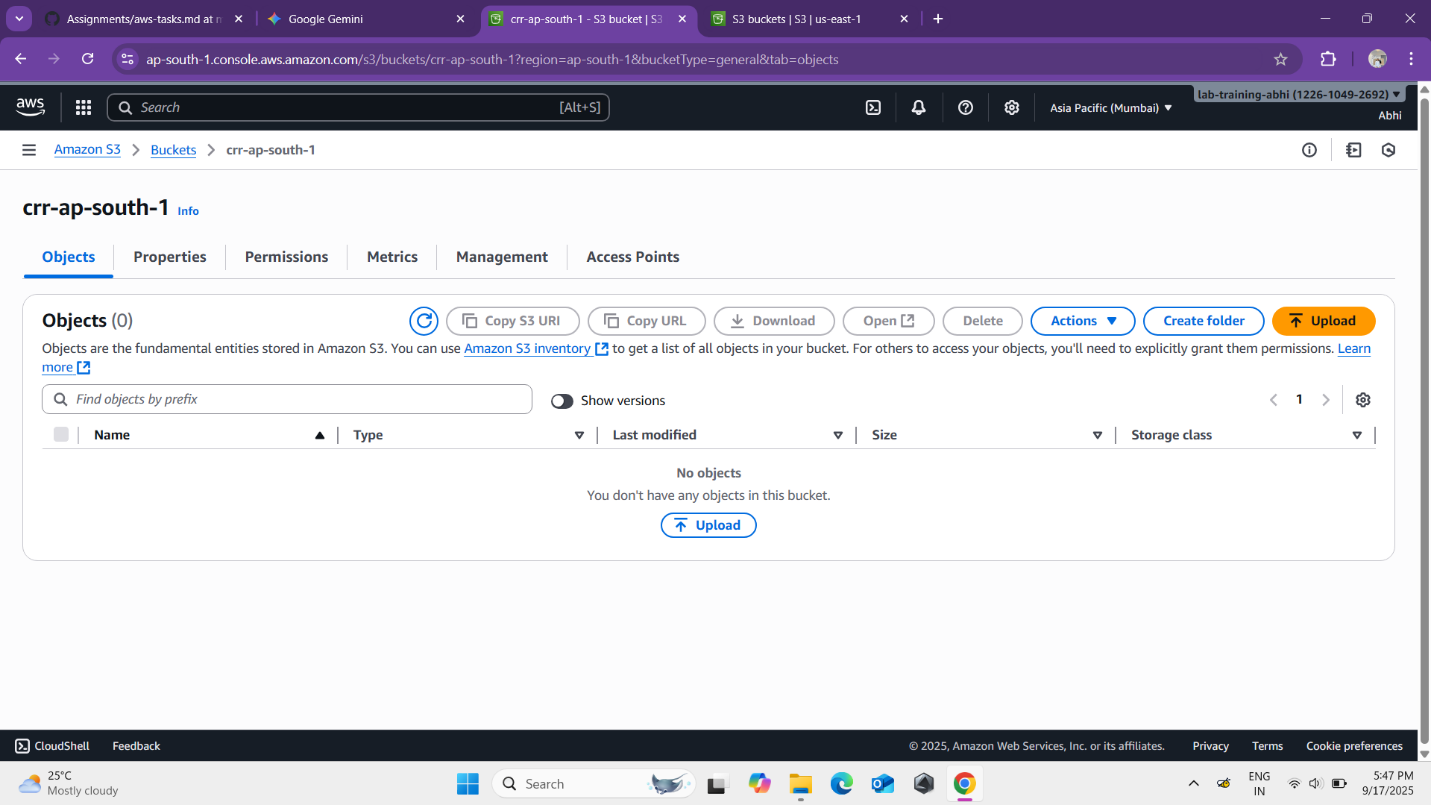 Assignments/aws-tasks.md at n
Google Gemini
crr-ap-south-1 - S3 bucket | S3
S3 buckets | S3 | us-east-1
ap-south-1.console.aws.amazon.com/s3/buckets/crr-ap-south-1?region=ap-south-1&bucketType=general&tab=objects
aws
Search
[Alt+S]
Asia Pacific (Mumbai)
lab-training-abhi (1226-1049-2692)
Abhi
Amazon S3
Buckets
crr-ap-south-1
crr-ap-south-1 Info
Objects
Properties
Permissions
Metrics
Management
Access Points
Objects (0)
Copy S3 URI
Copy URL
Download
Open
Delete
Actions
Create folder
Upload
Objects are the fundamental entities stored in Amazon S3. You can use Amazon S3 inventory to get a list of all objects in your bucket. For others to access your objects, you'll need to explicitly grant them permissions. Learn
more
Find objects by prefix
Show versions
1
Name
Type
Last modified
Size
Storage class
No objects
You don't have any objects in this bucket.
Upload
CloudShell
Feedback
© 2025, Amazon Web Services, Inc. or its affiliates.
Privacy
Terms
Cookie preferences
25°C
Mostly cloudy
Search
ENG
IN
5:47 PM
9/17/2025